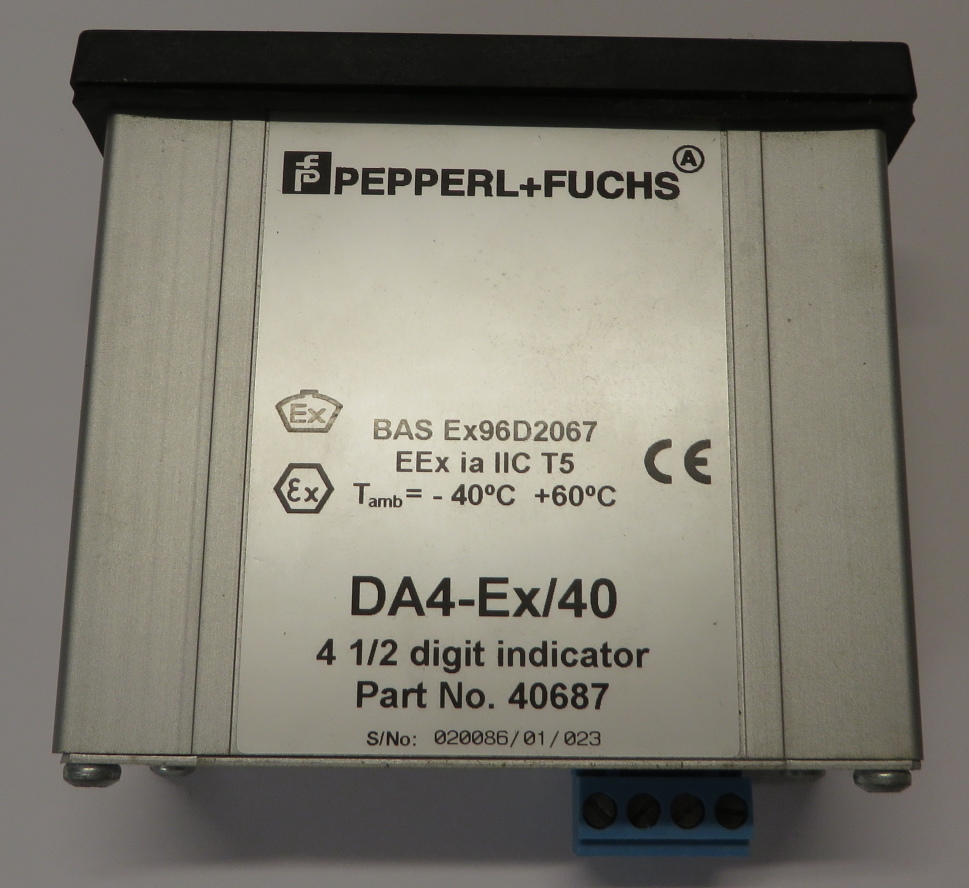 PEPPERL+FUCHS
A
Ex
BAS Ex96D2067
EEx ia IIC T5
CE
Ex
Tamb = - 40ºC +60ºC
DA4-Ex/40
4 1/2 digit indicator
Part No. 40687
S/No: 020086/01/023